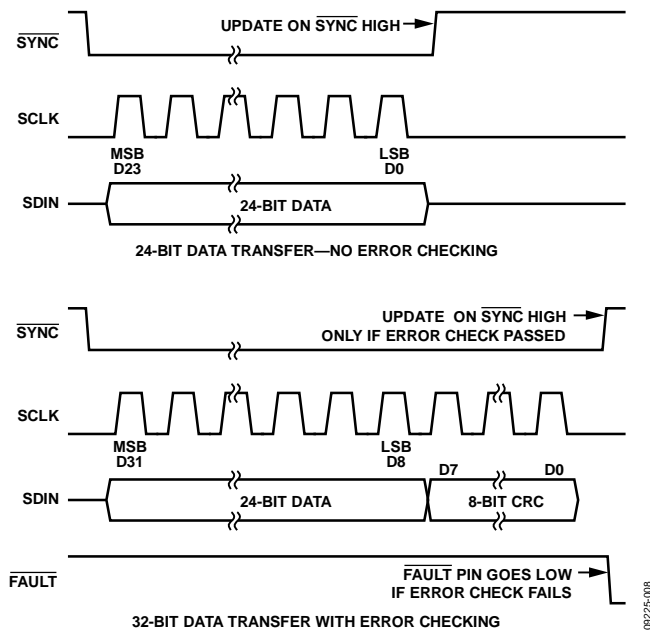 UPDATE ON SYNC HIGH
SYNC
SCLK
MSB
D23
LSB
D0
SDIN
24-BIT DATA
24-BIT DATA TRANSFER—NO ERROR CHECKING
UPDATE ON SYNC HIGH
ONLY IF ERROR CHECK PASSED
SYNC
SCLK
MSB
D31
LSB
D8
D7
D0
SDIN
24-BIT DATA
8-BIT CRC
FAULT
FAULT PIN GOES LOW
IF ERROR CHECK FAILS
32-BIT DATA TRANSFER WITH ERROR CHECKING
09225-008